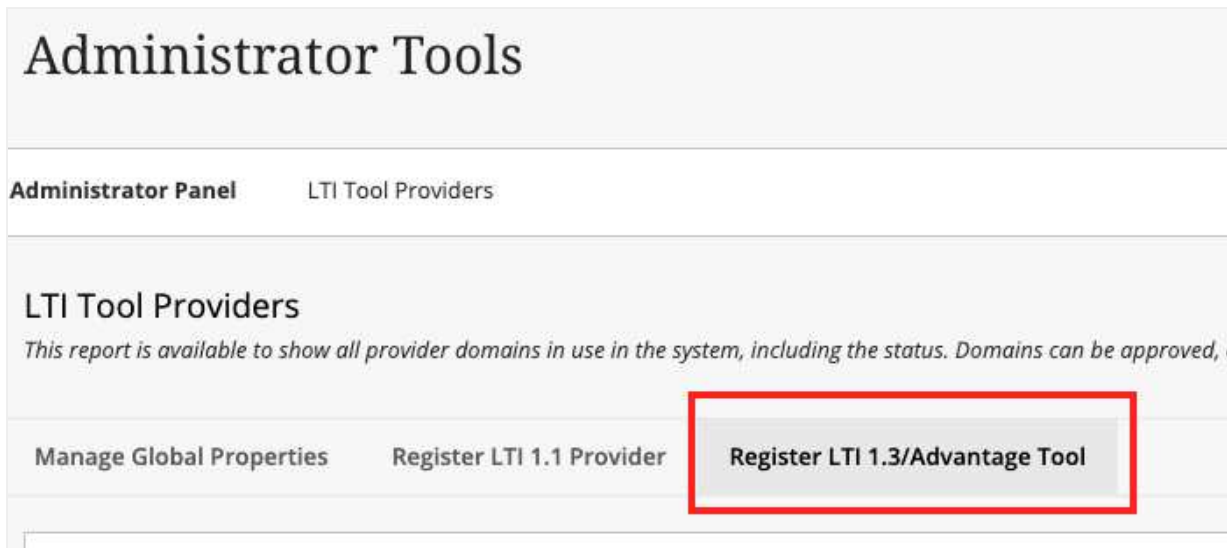 Administrator Tools
Administrator Panel LTI Tool Providers
LTI Tool Providers
This report is available to show all provider domains in use in the system, including the status. Domains can be approved,
Manage Global Properties Register LTI 1.1 Provider Register LTI 1.3/Advantage Tool